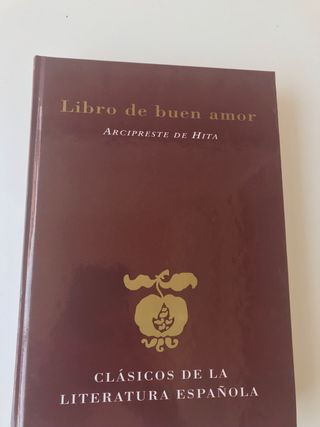 Libro de buen amor
ARCIPRESTE DE HITA
CLÁSICOS DE LA
LITERATURA ESPAÑOLA